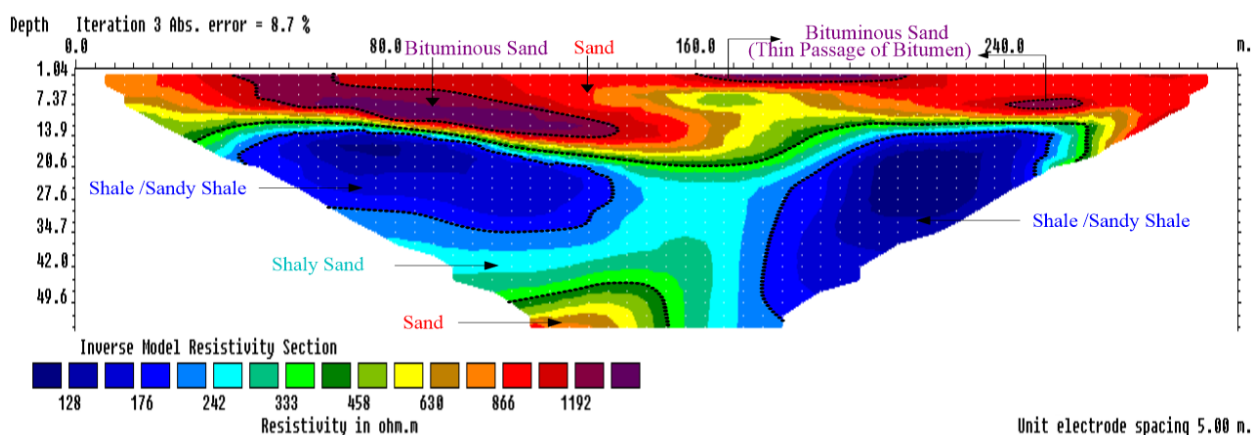 Depth Iteration 3 Abs. error = 8.7 %
0.0 80.0 160.0 240.0 m.
Bituminous Sand
Sand
Bituminous Sand
(Thin Passage of Bitumen)
1.04
7.37
13.9
20.6
27.6
34.7
42.0
49.6
Shale /Sandy Shale
Shale /Sandy Shale
Shaly Sand
Sand
Inverse Model Resistivity Section
128 176 242 333 458 630 866 1192
Resistivity in ohm.m
Unit electrode spacing 5.00 m.